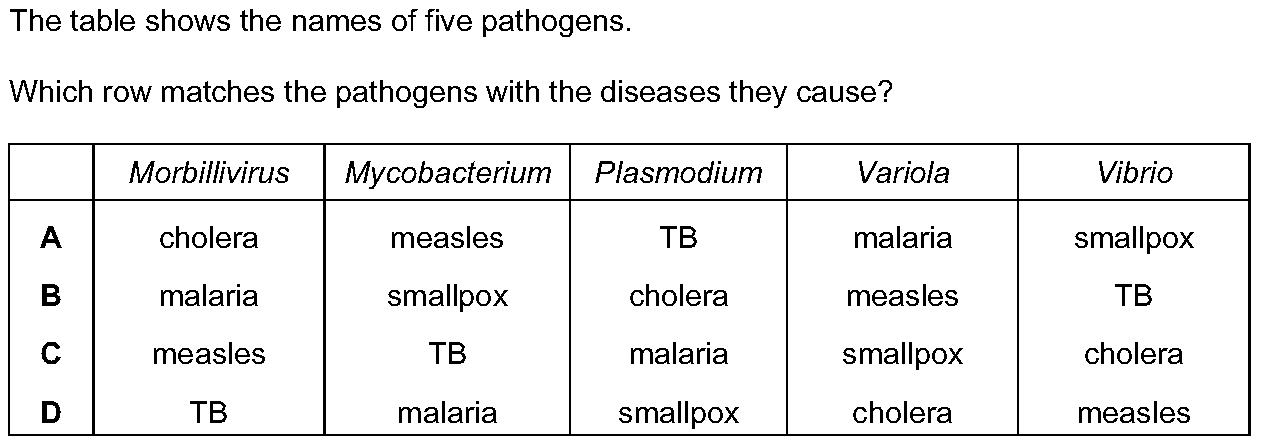 The table shows the names of five pathogens.
Which row matches the pathogens with the diseases they cause?
Morbillivirus Mycobacterium Plasmodium Variola Vibrio
A cholera measles TB malaria smallpox
B malaria smallpox cholera measles TB
C measles TB malaria smallpox cholera
D TB malaria smallpox cholera measles